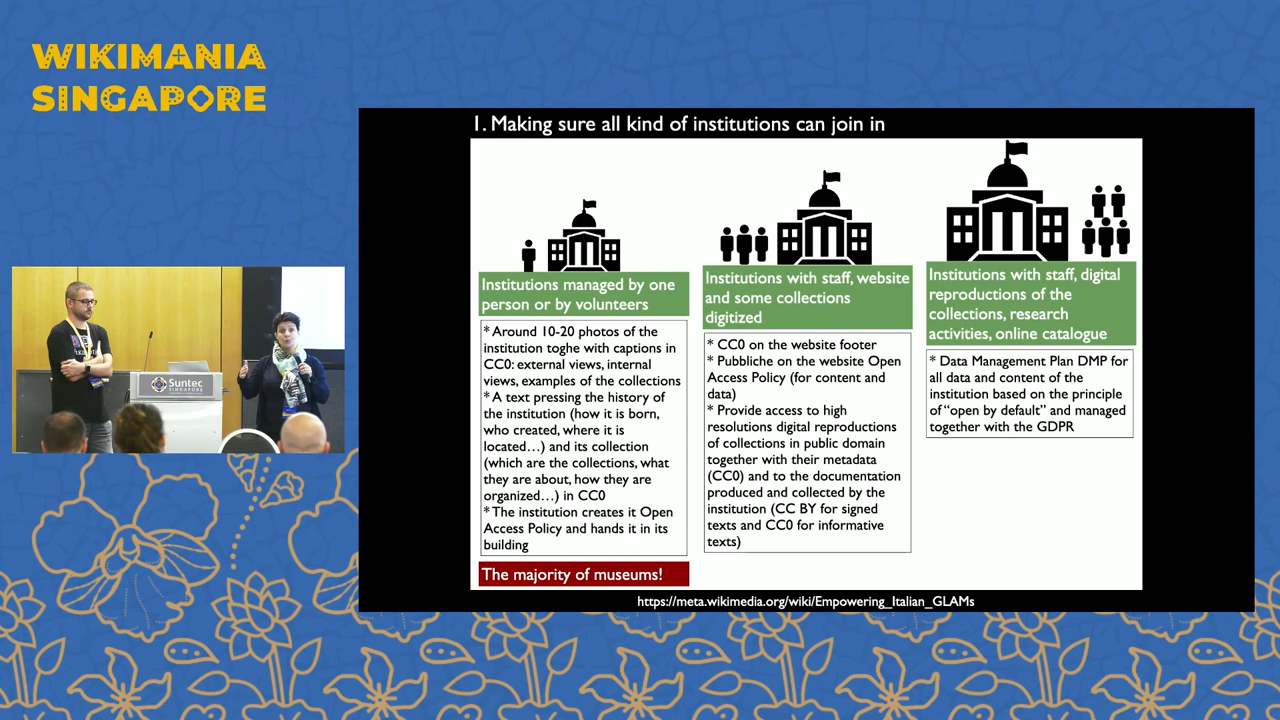 WIKIMANIA
SINGAPORE
1. Making sure all kind of institutions can join in
Institutions managed by one
person or by volunteers
* Around 10-20 photos of the
institution toghe with captions in
CC0: external views, internal
views, examples of the collections
* A text pressing the history of
the institution (how it is born,
who created, where it is
located...) and its collection
(which are the collections, what
they are about, how they are
organized...) in CC0
* The institution creates it Open
Access Policy and hands it in its
building
The majority of museums!
Institutions with staff, website
and some collections
digitized
* CC0 on the website footer
* Pubbliche on the website Open
Access Policy (for content and
data)
* Provide access to high
resolutions digital reproductions
of collections in public domain
together with their metadata
(CC0) and to the documentation
produced and collected by the
institution (CC BY for signed
texts and CC0 for informative
texts)
Institutions with staff, digital
reproductions of the
collections, research
activities, online catalogue
* Data Management Plan DMP for
all data and content of the
institution based on the principle
of "open by default" and managed
together with the GDPR
https://meta.wikimedia.org/wiki/Empowering_Italian_GLAMs
Suntec
SINGAPORE